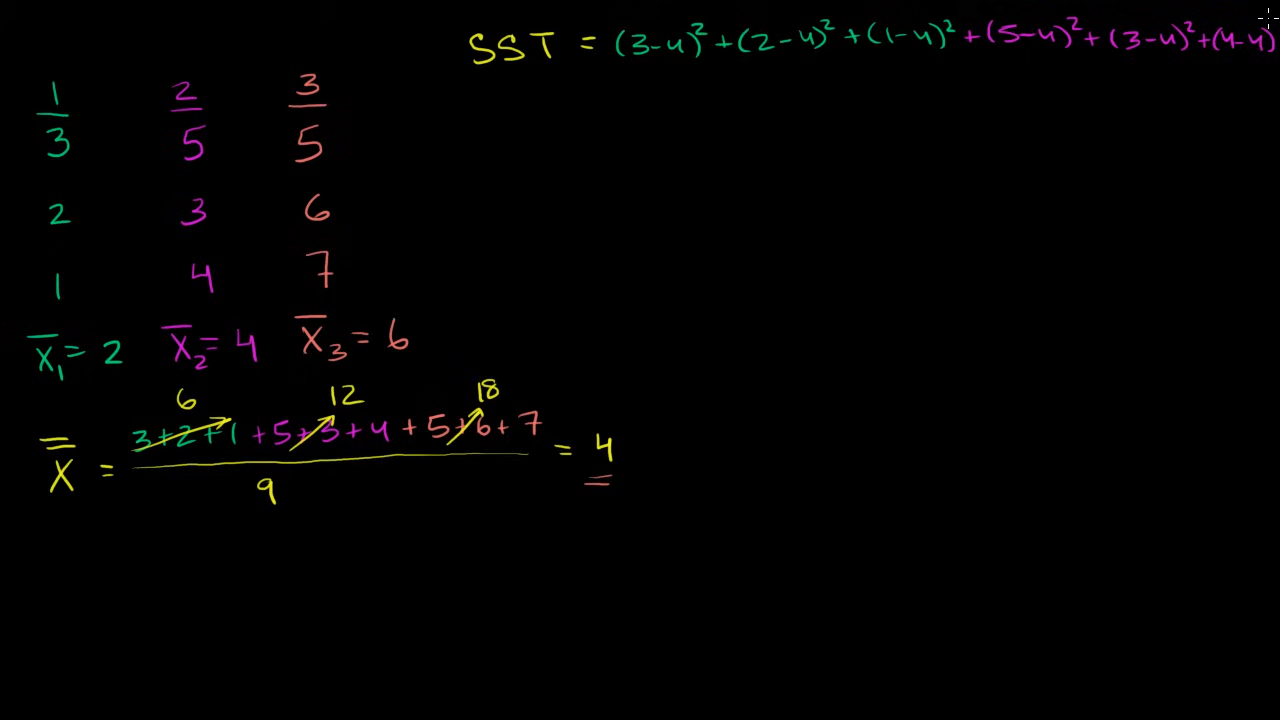 SST = (3-4)² + (2-4)² + (1-4)² + (5-4)² + (3-4)² + (4-4)
1 2 3
3 5 5
2 3 6
1 4 7
X̄₁ = 2 X̄₂ = 4 X̄₃ = 6
6 12 18
X̿ = 3+2+1 +5+3+4 +5+6+7 = 4
9